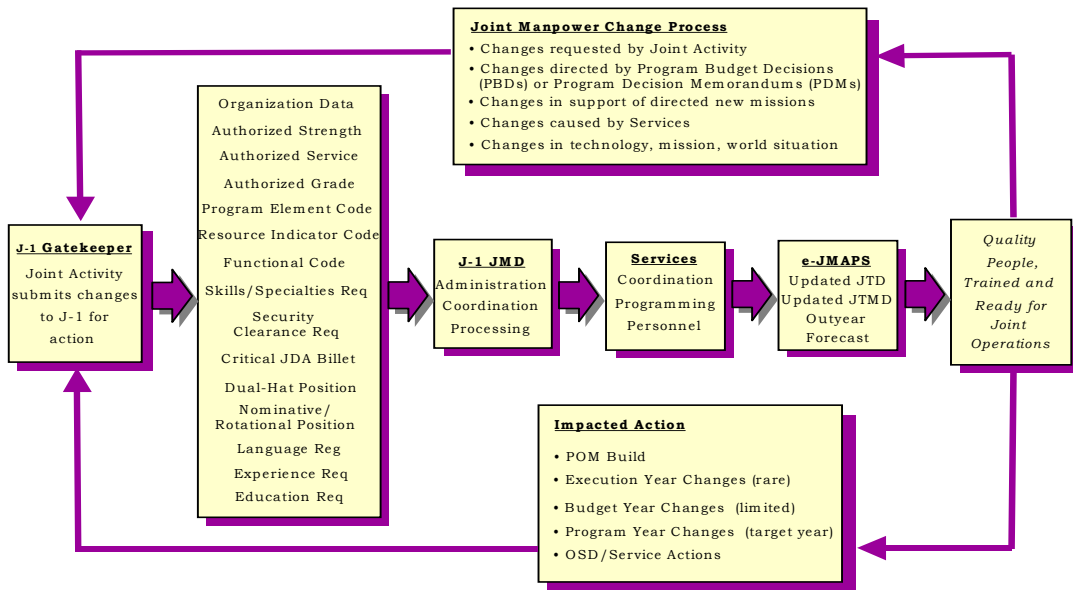 Joint Manpower Change Process
• Changes requested by Joint Activity
• Changes directed by Program Budget Decisions
(PBDs) or Program Decision Memorandums (PDMs)
• Changes in support of directed new missions
• Changes caused by Services
• Changes in technology, mission, world situation
J-1 Gatekeeper
Joint Activity
submits changes
to J-1 for
action
Organization Data
Authorized Strength
Authorized Service
Authorized Grade
Program Element Code
Resource Indicator Code
Functional Code
Skills/Specialties Req
Security
Clearance Req
Critical JDA Billet
Dual-Hat Position
Nominative/
Rotational Position
Language Reg
Experience Req
Education Req
J-1 JMD
Administration
Coordination
Processing
Services
Coordination
Programming
Personnel
e-JMAPS
Updated JTD
Updated JTMD
Outyear
Forecast
Quality
People,
Trained and
Ready for
Joint
Operations
Impacted Action
• POM Build
• Execution Year Changes (rare)
• Budget Year Changes (limited)
• Program Year Changes (target year)
• OSD/Service Actions